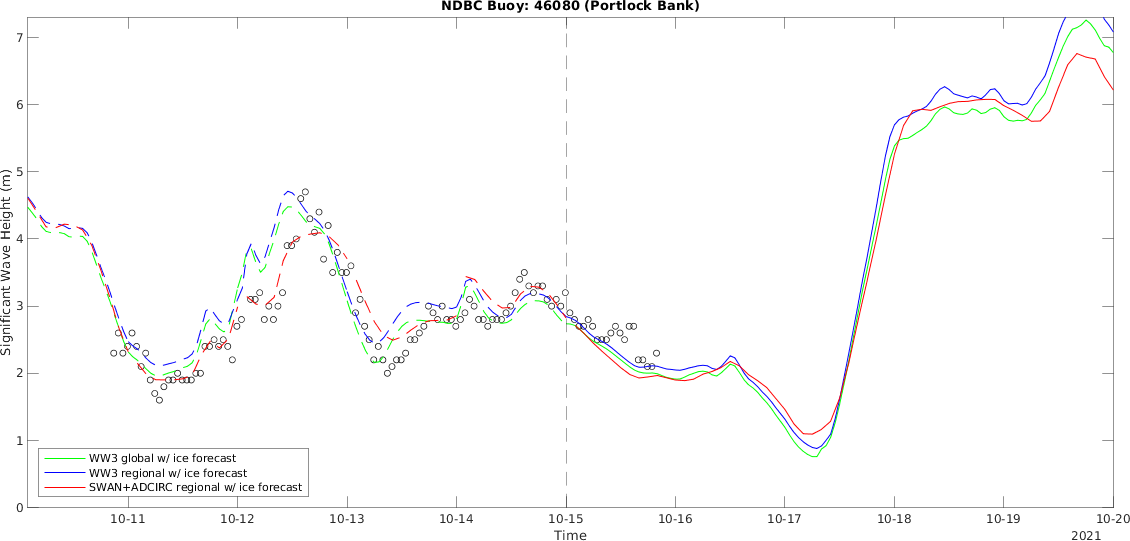 NDBC Buoy: 46080 (Portlock Bank)
Significant Wave Height (m)
7
6
5
4
3
2
1
0
WW3 global w/ ice forecast
WW3 regional w/ ice forecast
SWAN+ADCIRC regional w/ ice forecast
10-11 10-12 10-13 10-14 10-15 10-16 10-17 10-18 10-19 10-20
Time
2021